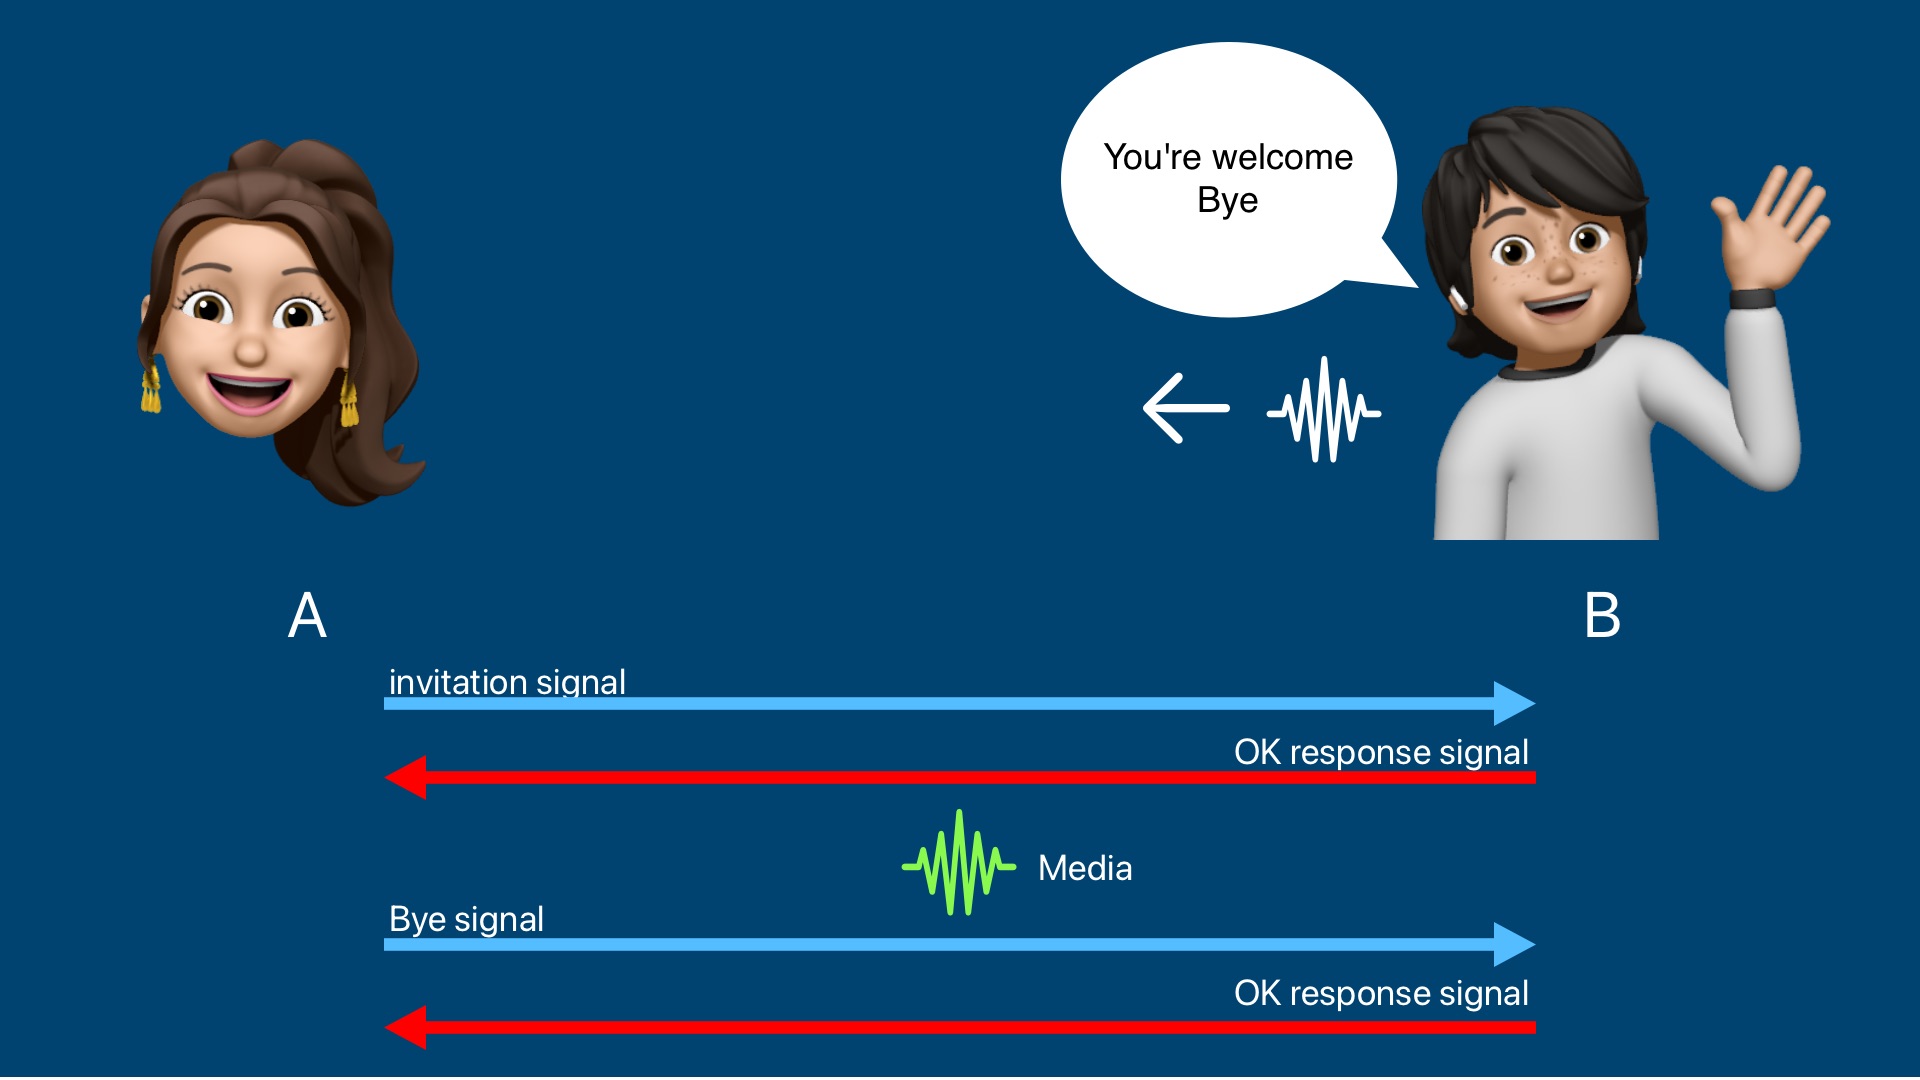 You're welcome
Bye
A
B
invitation signal
OK response signal
Media
Bye signal
OK response signal